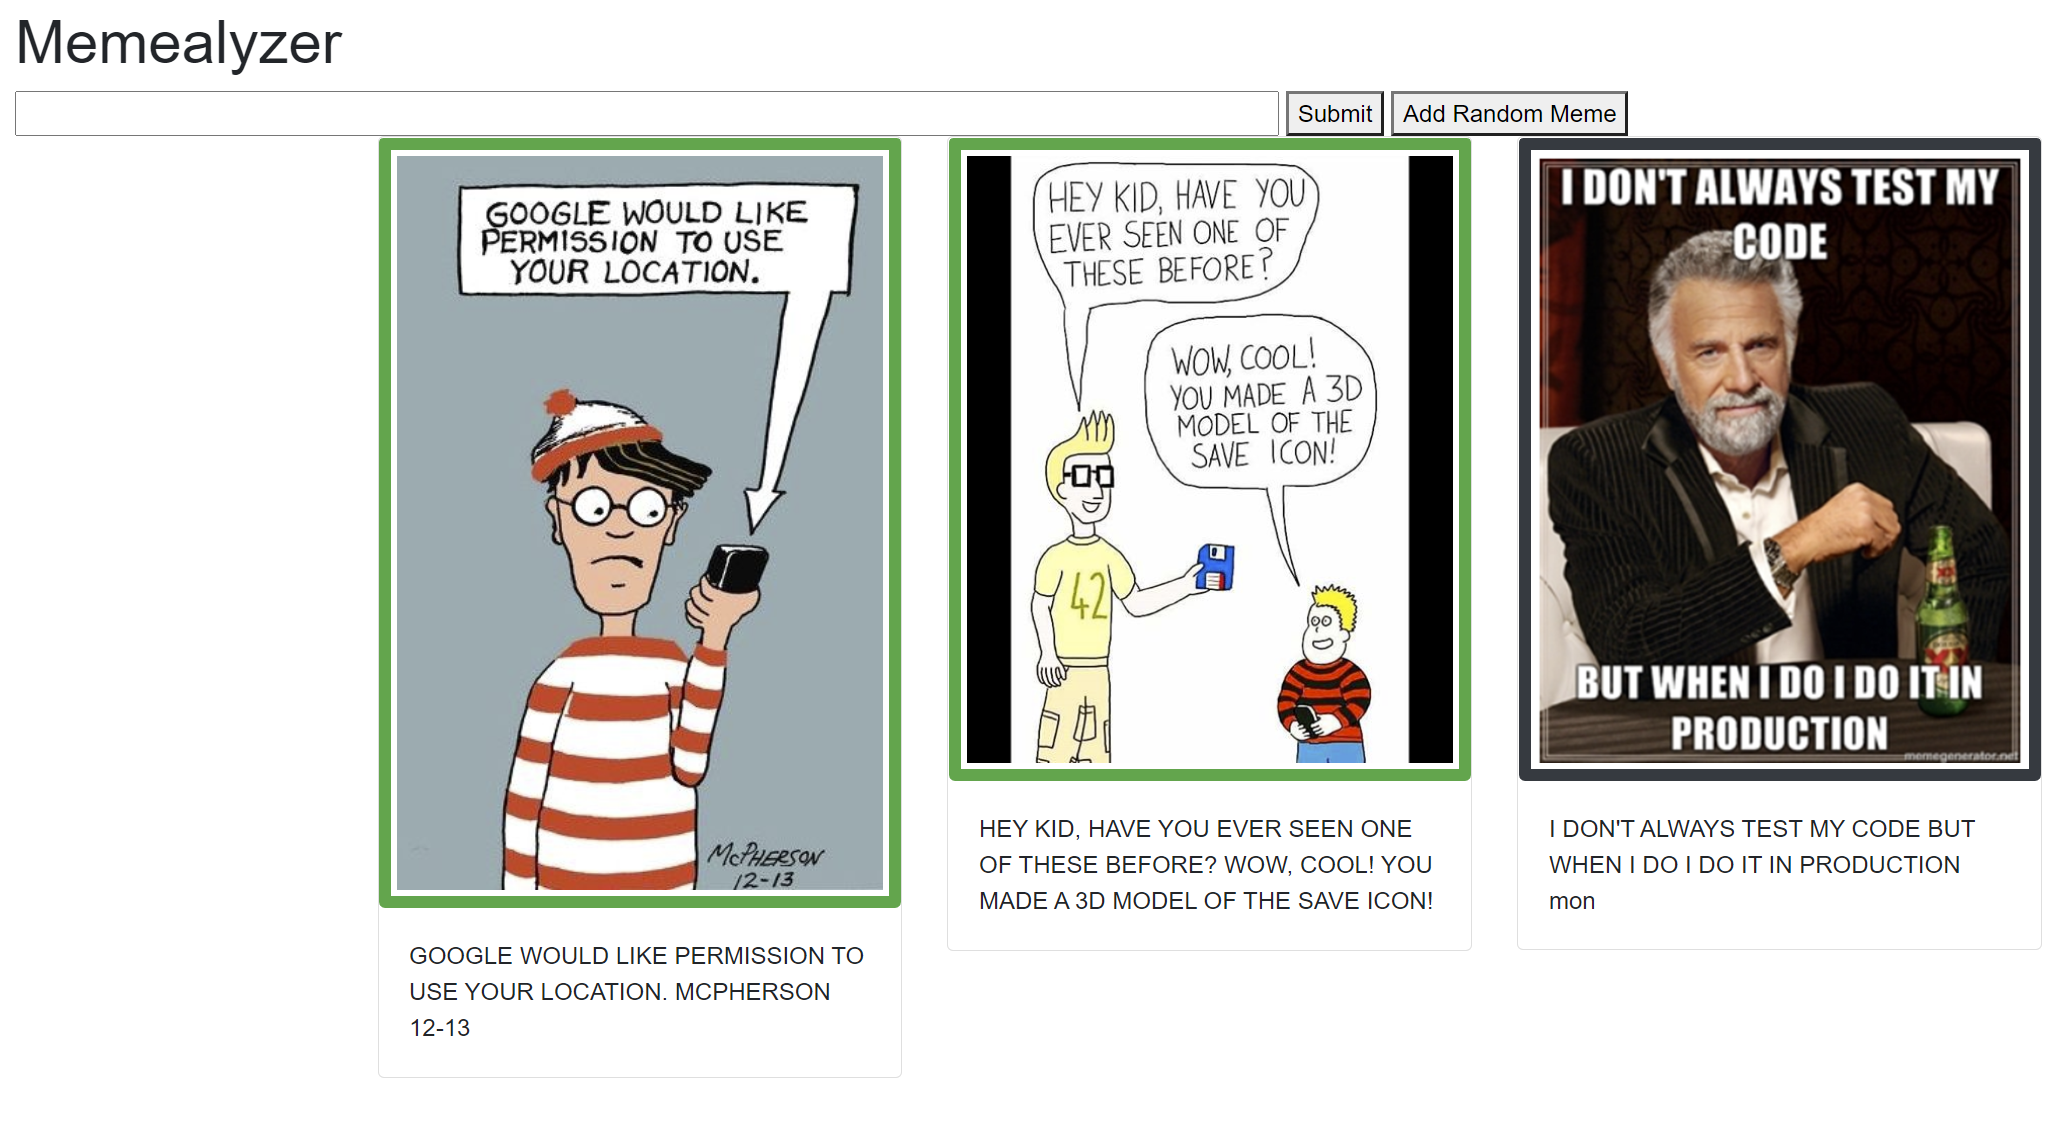 Memealyzer
Submit
Add Random Meme
GOOGLE WOULD LIKE
PERMISSION TO USE
YOUR LOCATION.
McPHERSON
12-13
GOOGLE WOULD LIKE PERMISSION TO
USE YOUR LOCATION. MCPHERSON
12-13
HEY KID, HAVE YOU
EVER SEEN ONE OF
THESE BEFORE?
WOW, COOL!
YOU MADE A 3D
MODEL OF THE
SAVE ICON!
42
HEY KID, HAVE YOU EVER SEEN ONE
OF THESE BEFORE? WOW, COOL! YOU
MADE A 3D MODEL OF THE SAVE ICON!
I DON'T ALWAYS TEST MY
CODE
XX
BUT WHEN I DO I DO IT IN
PRODUCTION
memegenerator.net
I DON'T ALWAYS TEST MY CODE BUT
WHEN I DO I DO IT IN PRODUCTION
mon